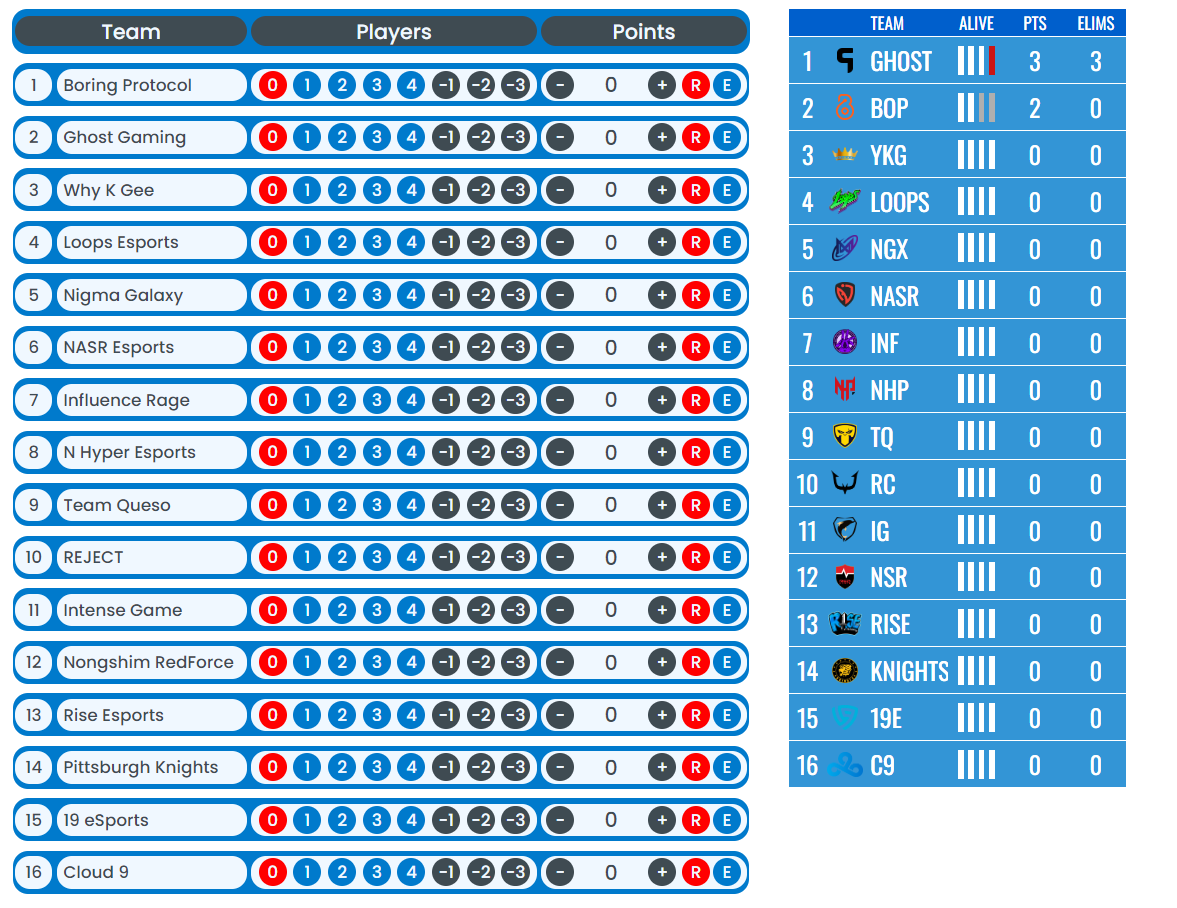 Team Players Points
1 Boring Protocol 0 1 2 3 4 -1 -2 -3 - 0 + R E
2 Ghost Gaming 0 1 2 3 4 -1 -2 -3 - 0 + R E
3 Why K Gee 0 1 2 3 4 -1 -2 -3 - 0 + R E
4 Loops Esports 0 1 2 3 4 -1 -2 -3 - 0 + R E
5 Nigma Galaxy 0 1 2 3 4 -1 -2 -3 - 0 + R E
6 NASR Esports 0 1 2 3 4 -1 -2 -3 - 0 + R E
7 Influence Rage 0 1 2 3 4 -1 -2 -3 - 0 + R E
8 N Hyper Esports 0 1 2 3 4 -1 -2 -3 - 0 + R E
9 Team Queso 0 1 2 3 4 -1 -2 -3 - 0 + R E
10 REJECT 0 1 2 3 4 -1 -2 -3 - 0 + R E
11 Intense Game 0 1 2 3 4 -1 -2 -3 - 0 + R E
12 Nongshim RedForce 0 1 2 3 4 -1 -2 -3 - 0 + R E
13 Rise Esports 0 1 2 3 4 -1 -2 -3 - 0 + R E
14 Pittsburgh Knights 0 1 2 3 4 -1 -2 -3 - 0 + R E
15 19 eSports 0 1 2 3 4 -1 -2 -3 - 0 + R E
16 Cloud 9 0 1 2 3 4 -1 -2 -3 - 0 + R E
TEAM ALIVE PTS ELIMS
1 GHOST 3 3
2 BOP 2 0
3 YKG 0 0
4 LOOPS 0 0
5 NGX 0 0
6 NASR 0 0
7 INF 0 0
8 NHP 0 0
9 TQ 0 0
10 RC 0 0
11 IG 0 0
12 NSR 0 0
13 RISE 0 0
14 KNIGHTS 0 0
15 19E 0 0
16 C9 0 0